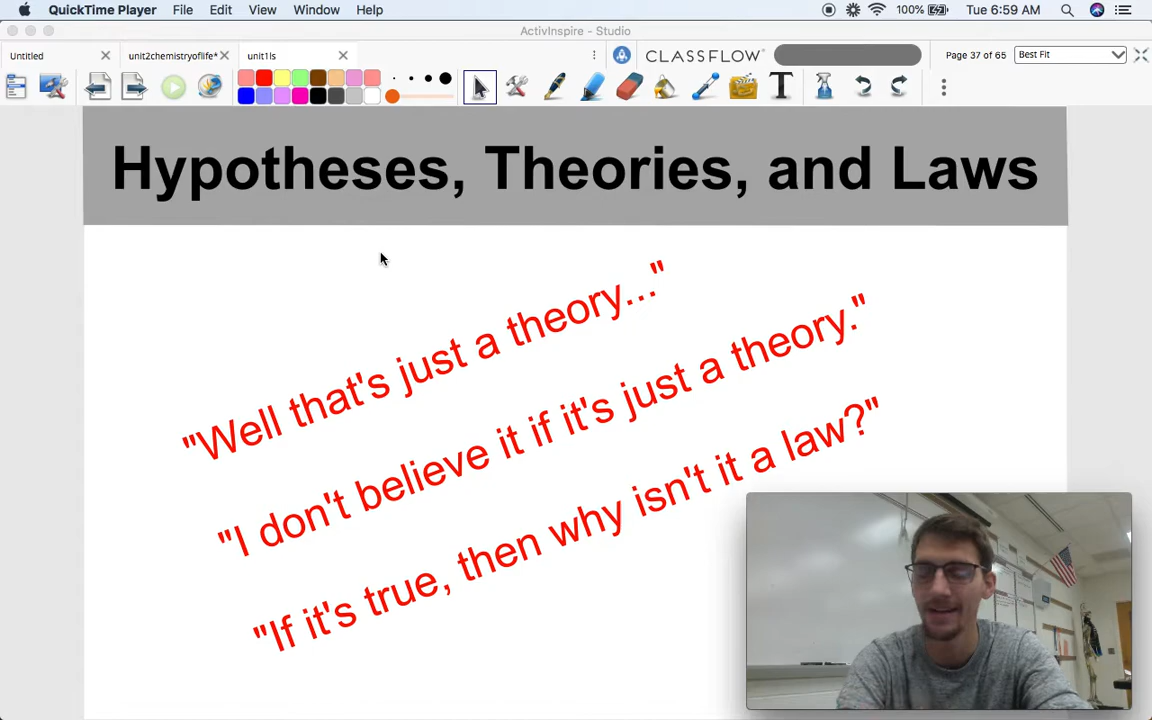 QuickTime Player File Edit View Window Help 100% Tue 6:59 AM
ActivInspire - Studio
Untitled unit2chemistryoflife* unit1ls CLASSFLOW Page 37 of 65 Best Fit
Hypotheses, Theories, and Laws
"Well that's just a theory..."
"I don't believe it if it's just a theory."
"If it's true, then why isn't it a law?"